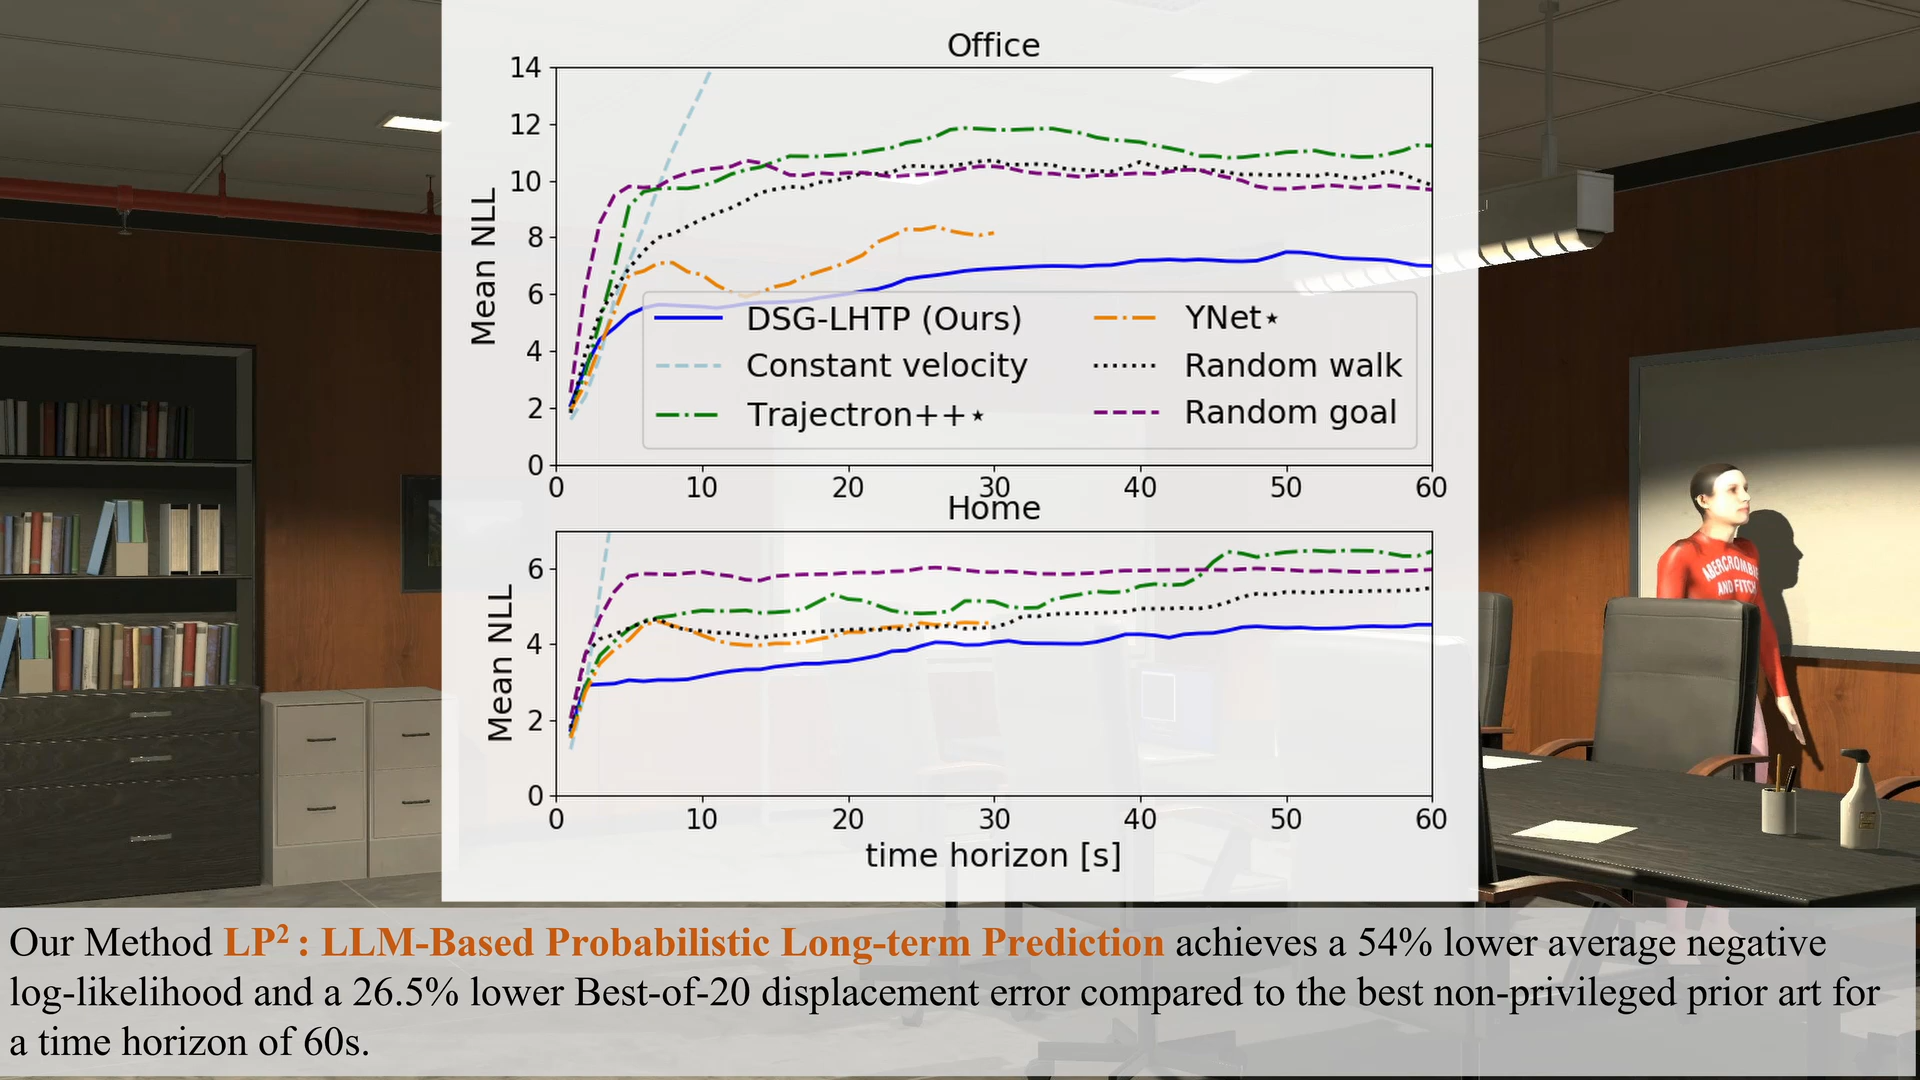 Office
14
12
10
8
6
4
2
0
Mean NLL
DSG-LHTP (Ours)
Constant velocity
Trajectron++⋆
YNet⋆
Random walk
Random goal
0 10 20 30 40 50 60
Home
6
4
2
0
Mean NLL
0 10 20 30 40 50 60
time horizon [s]
ABERCROMBIE
AND FITCH
Our Method LP²: LLM-Based Probabilistic Long-term Prediction achieves a 54% lower average negative
log-likelihood and a 26.5% lower Best-of-20 displacement error compared to the best non-privileged prior art for
a time horizon of 60s.